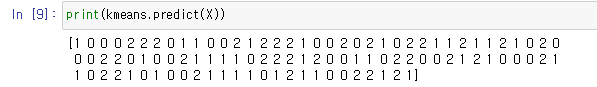 In [9]: print(kmeans.predict(X))
[1 0 0 0 2 2 2 0 1 1 0 0 2 1 2 2 2 1 0 0 2 0 2 1 0 2 2 1 1 2 1 1 2 1 0 2 0
0 0 2 2 0 1 0 0 2 1 1 1 1 0 2 2 2 1 2 0 0 1 1 0 2 2 0 0 2 1 2 1 0 0 0 2 1
1 0 2 2 1 0 1 0 0 2 1 1 1 1 0 1 2 1 1 0 0 2 2 1 2 1]